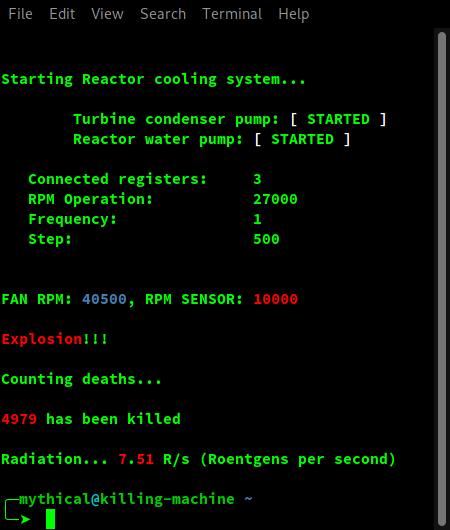 File Edit View Search Terminal Help
Starting Reactor cooling system...
Turbine condenser pump: [ STARTED ]
Reactor water pump: [ STARTED ]
Connected registers: 3
RPM Operation: 27000
Frequency: 1
Step: 500
FAN RPM: 40500, RPM SENSOR: 10000
Explosion!!!
Counting deaths...
4979 has been killed
Radiation... 7.51 R/s (Roentgens per second)
mythical@killing-machine ~